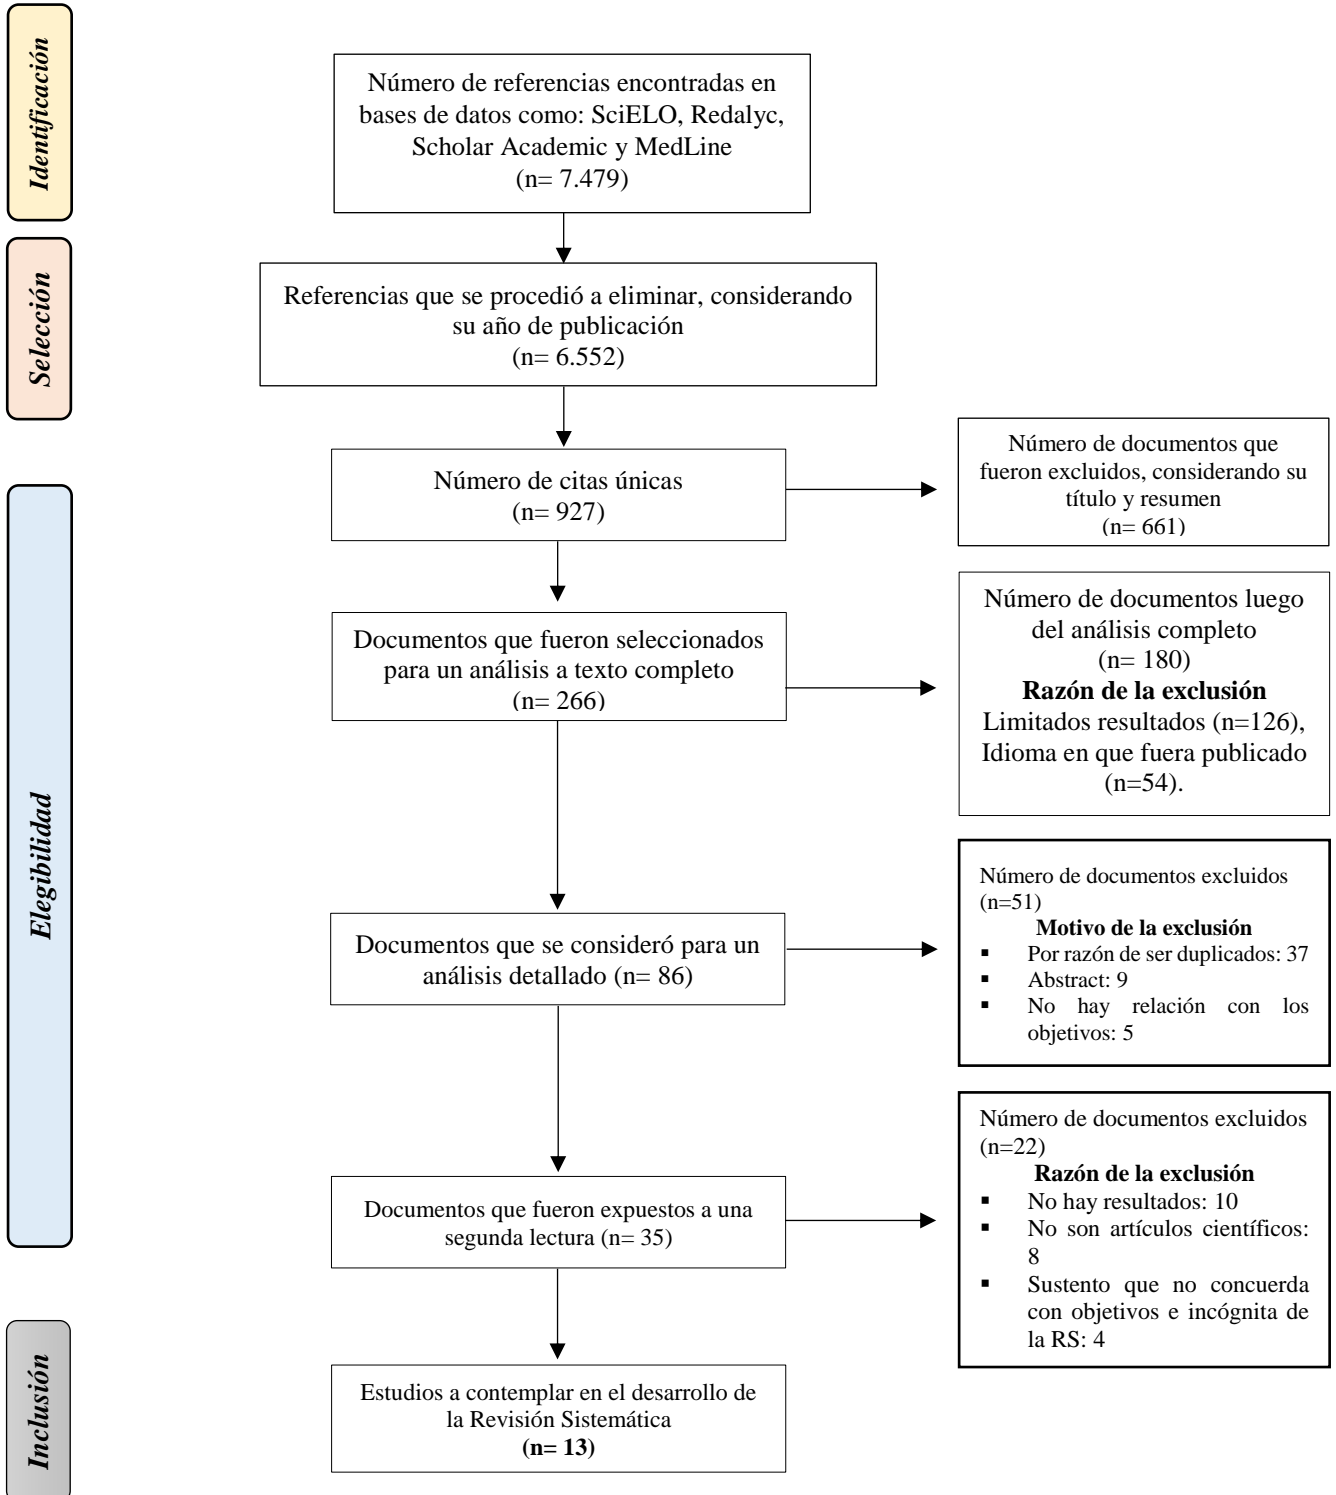 Identificación
Número de referencias encontradas en
bases de datos como: SciELO, Redalyc,
Scholar Academic y MedLine
(n= 7.479)
Selección
Referencias que se procedió a eliminar, considerando
su año de publicación
(n= 6.552)
Elegibilidad
Número de citas únicas
(n= 927)
Número de documentos que
fueron excluidos, considerando su
título y resumen
(n= 661)
Documentos que fueron seleccionados
para un análisis a texto completo
(n= 266)
Número de documentos luego
del análisis completo
(n= 180)
Razón de la exclusión
Limitados resultados (n=126),
Idioma en que fuera publicado
(n=54).
Documentos que se consideró para un
análisis detallado (n= 86)
Número de documentos excluidos
(n=51)
Motivo de la exclusión
▪ Por razón de ser duplicados: 37
▪ Abstract: 9
▪ No hay relación con los
objetivos: 5
Documentos que fueron expuestos a una
segunda lectura (n= 35)
Número de documentos excluidos
(n=22)
Razón de la exclusión
▪ No hay resultados: 10
▪ No son artículos científicos:
8
▪ Sustento que no concuerda
con objetivos e incógnita de
la RS: 4
Inclusión
Estudios a contemplar en el desarrollo de
la Revisión Sistemática
(n= 13)